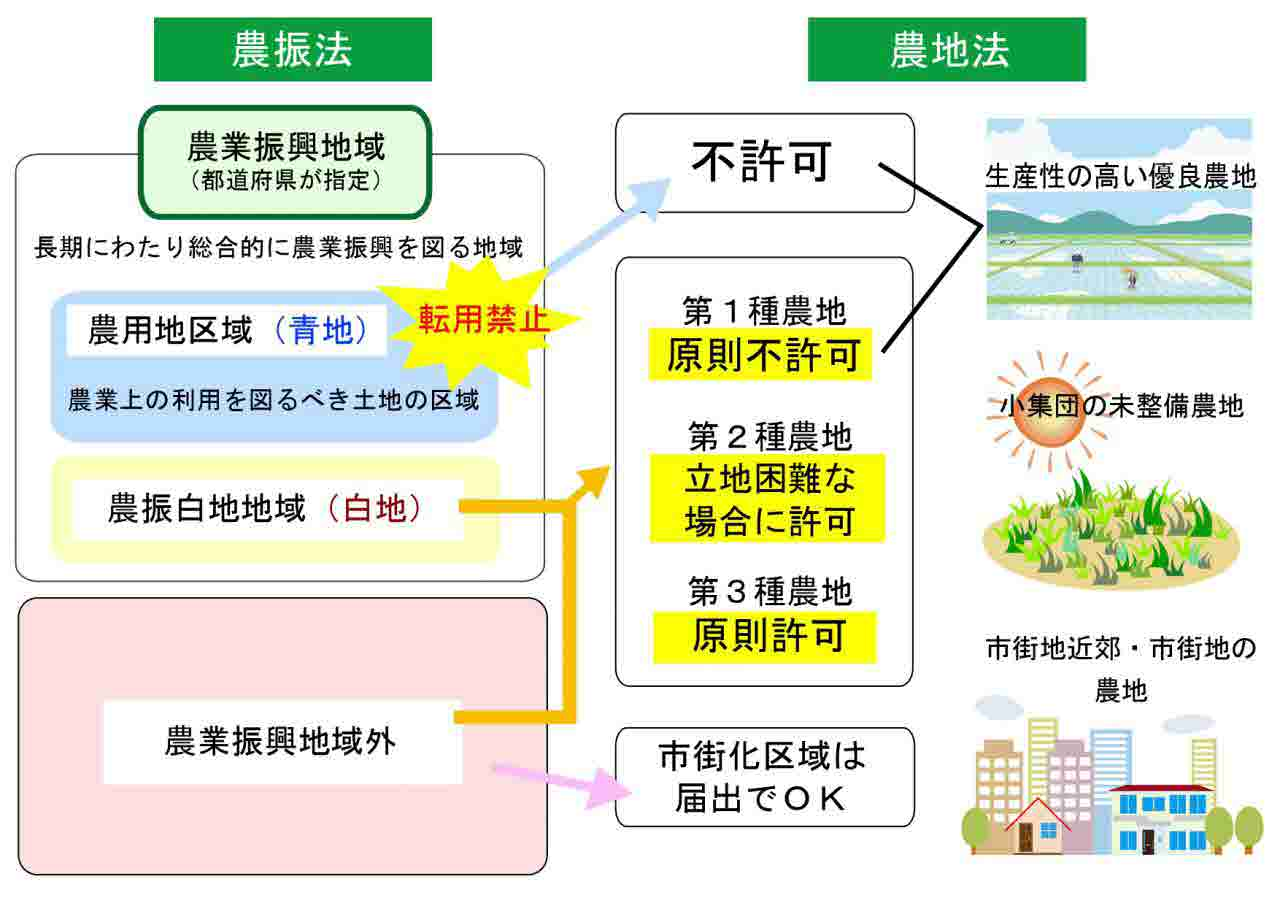 農振法
農業振興地域
（都道府県が指定）
長期にわたり総合的に農業振興を図る地域
農用地区域（青地）
転用禁止
農業上の利用を図るべき土地の区域
農振白地地域（白地）
農業振興地域外
農地法
不許可
第１種農地
原則不許可
第２種農地
立地困難な
場合に許可
第３種農地
原則許可
市街化区域は
届出でＯＫ
生産性の高い優良農地
小集団の未整備農地
市街地近郊・市街地の
農地